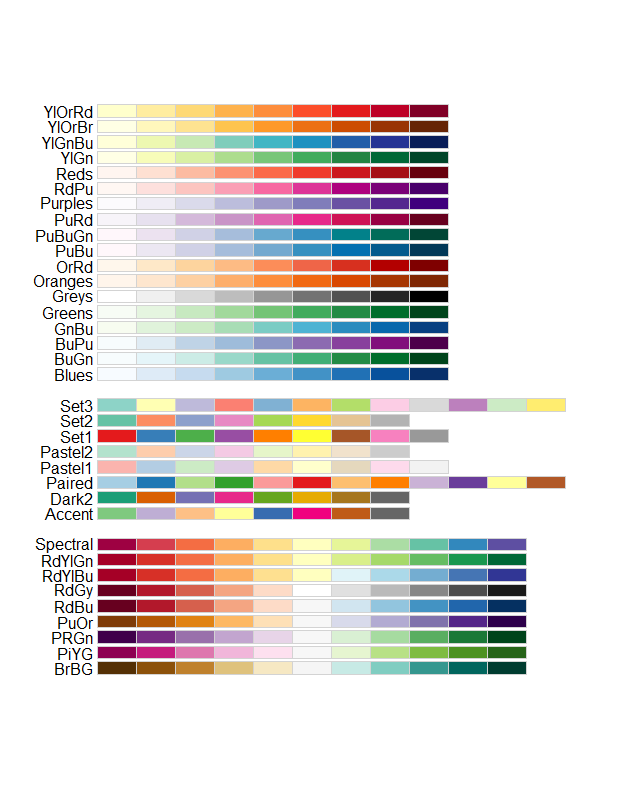 YlOrRd
YlOrBr
YlGnBu
YlGn
Reds
RdPu
Purples
PuRd
PuBuGn
PuBu
OrRd
Oranges
Greys
Greens
GnBu
BuPu
BuGn
Blues
Set3
Set2
Set1
Pastel2
Pastel1
Paired
Dark2
Accent
Spectral
RdYlGn
RdYlBu
RdGy
RdBu
PuOr
PRGn
PiYG
BrBG